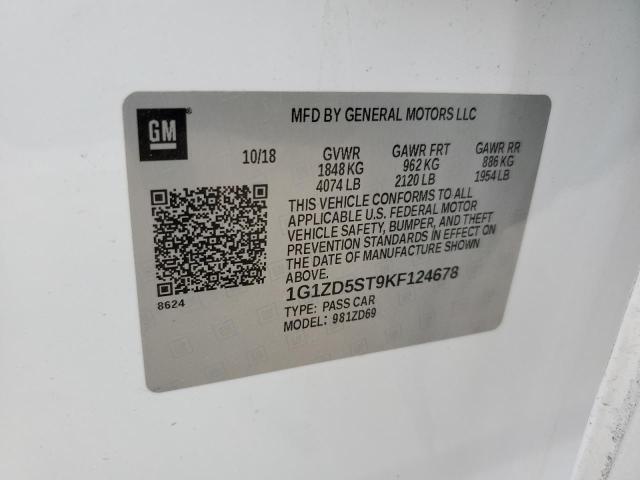 GM
®
MFD BY GENERAL MOTORS LLC
10/18 GVWR GAWR FRT GAWR RR
1848 KG 962 KG 886 KG
4074 LB 2120 LB 1954 LB
THIS VEHICLE CONFORMS TO ALL
APPLICABLE U.S. FEDERAL MOTOR
VEHICLE SAFETY, BUMPER, AND THEFT
PREVENTION STANDARDS IN EFFECT ON
THE DATE OF MANUFACTURE SHOWN
ABOVE.
8624
1G1ZD5ST9KF124678
TYPE: PASS CAR
MODEL: 981ZD69